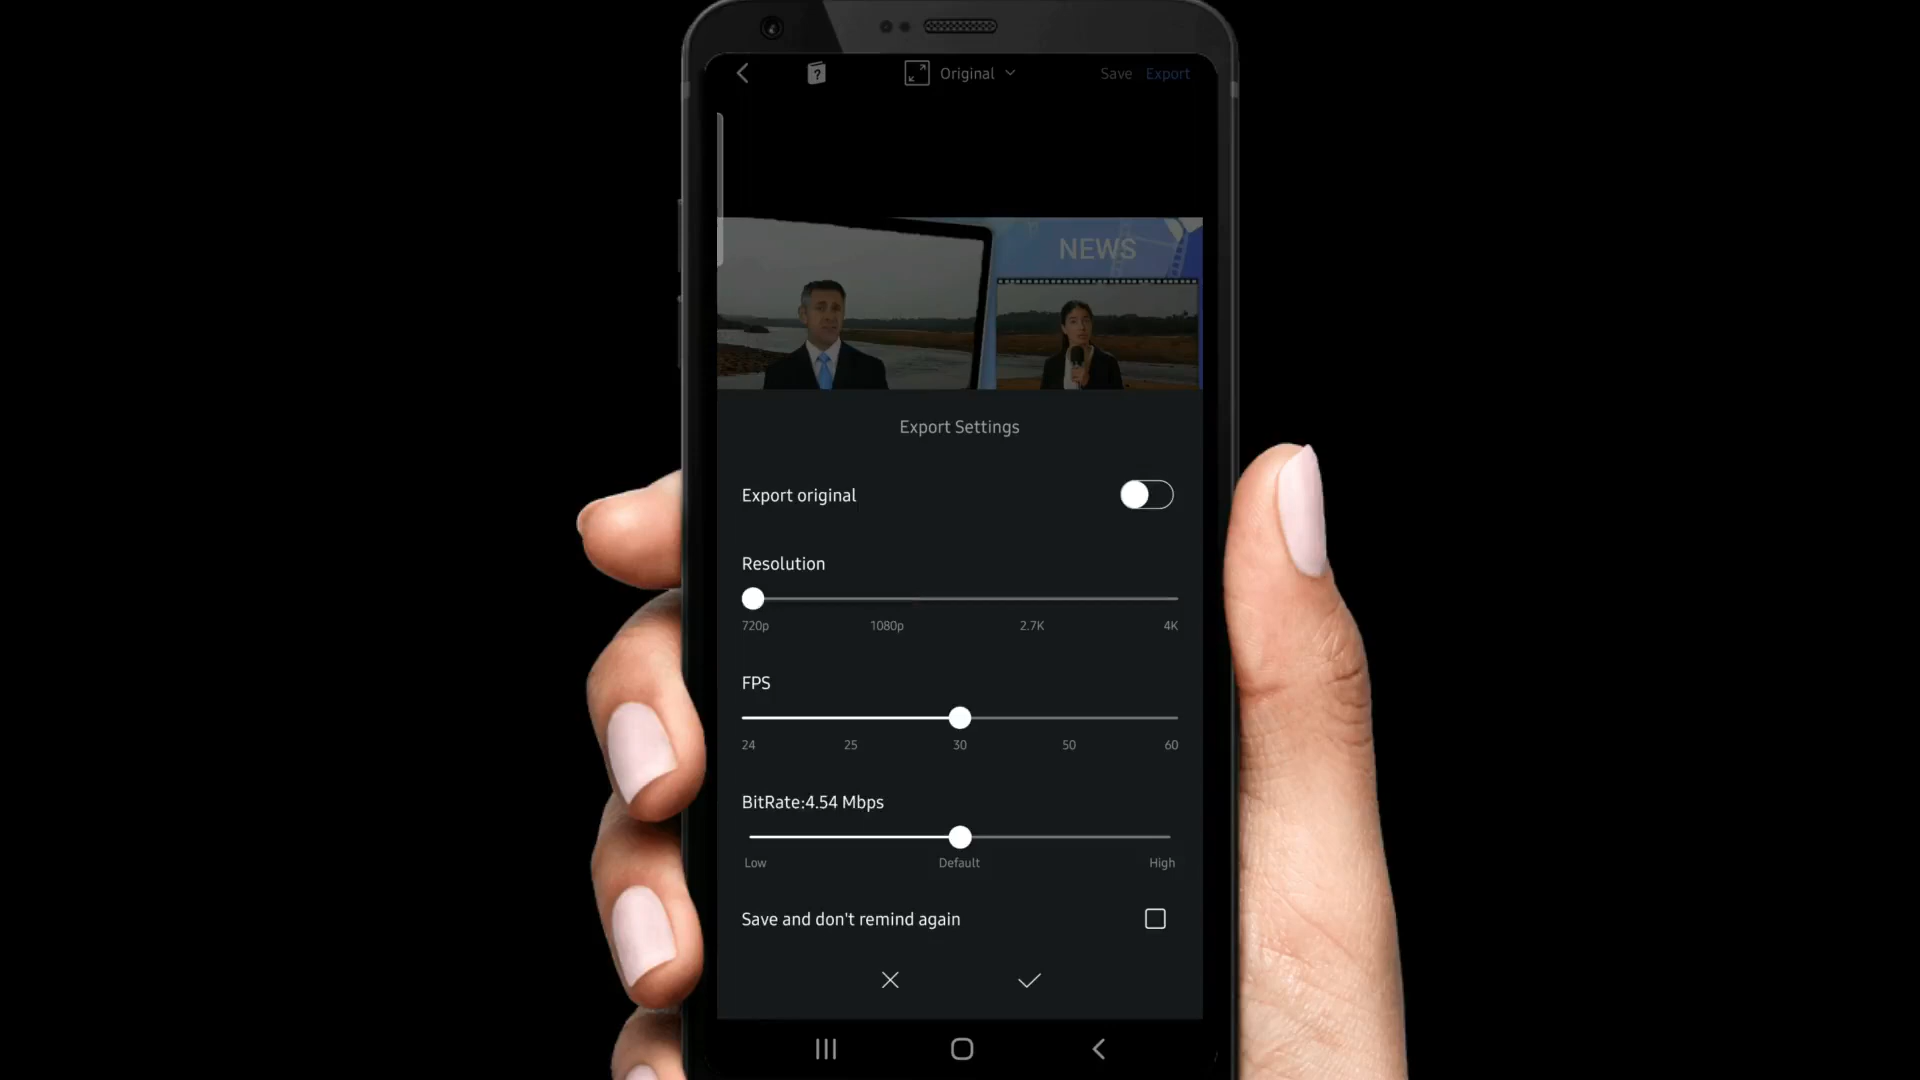 Original
Save Export
NEWS
Export Settings
Export original
Resolution
720p 1080p 2.7K 4K
FPS
24 25 30 50 60
BitRate:4.54 Mbps
Low Default High
Save and don't remind again